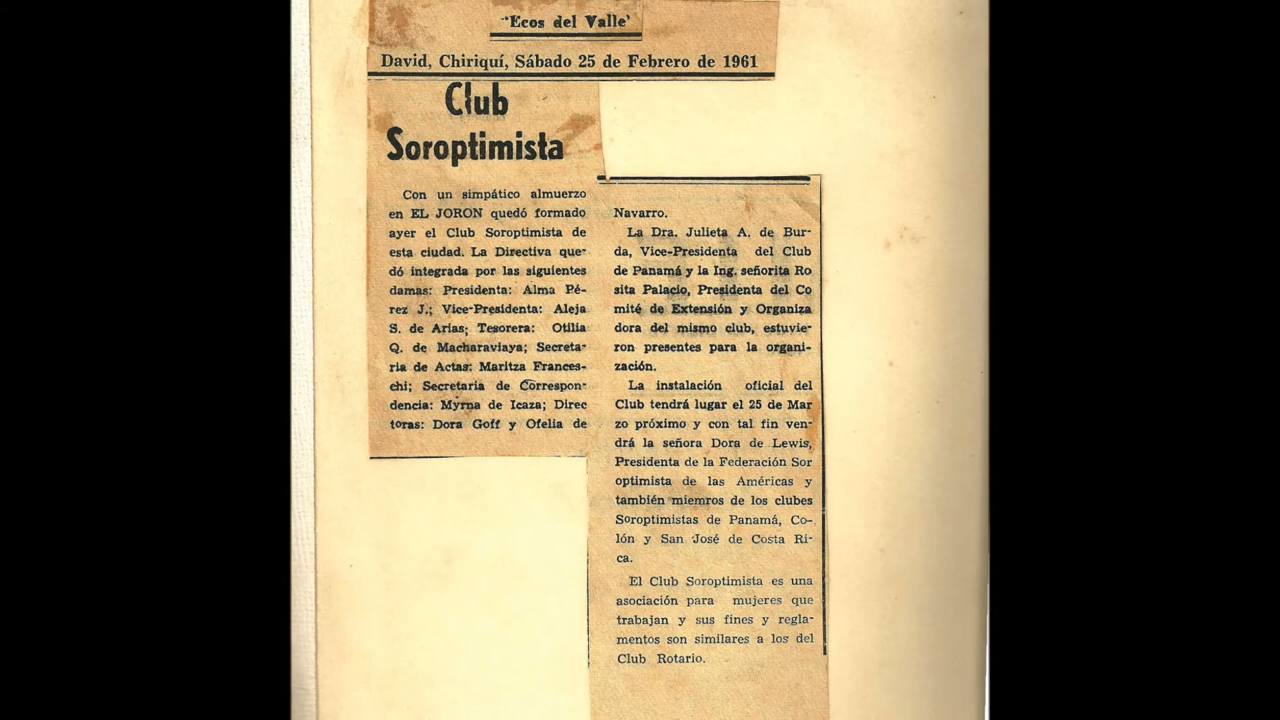 'Ecos del Valle'
David, Chiriquí, Sábado 25 de Febrero de 1961
Club
Soroptimista
Con un simpático almuerzo
en EL JORON quedó formado
ayer el Club Soroptimista de
esta ciudad. La Directiva que-
dó integrada por las siguientes
damas: Presidenta: Alma Pé-
rez J.; Vice-Presidenta: Aleja
S. de Arias; Tesorera: Otilia
Q. de Macharaviaya; Secreta-
ria de Actas: Maritza Frances-
chi; Secretaria de Correspon-
dencia: Myrna de Icaza; Direc
toras: Dora Goff y Ofelia de
Navarro.
La Dra. Julieta A. de Bur-
da, Vice-Presidenta del Club
de Panamá y la Ing. señorita Ro
sita Palacio, Presidenta del Co
mité de Extensión y Organiza
dora del mismo club, estuvie-
ron presentes para la organi-
zación.
La instalación oficial del
Club tendrá lugar el 25 de Mar
zo próximo y con tal fin ven-
drá la señora Dora de Lewis,
Presidenta de la Federación Sor
optimista de las Américas y
también miemros de los clubes
Soroptimistas de Panamá, Co-
lón y San José de Costa Ri-
ca.
El Club Soroptimista es una
asociación para mujeres que
trabajan y sus fines y regla-
mentos son similares a los del
Club Rotario.